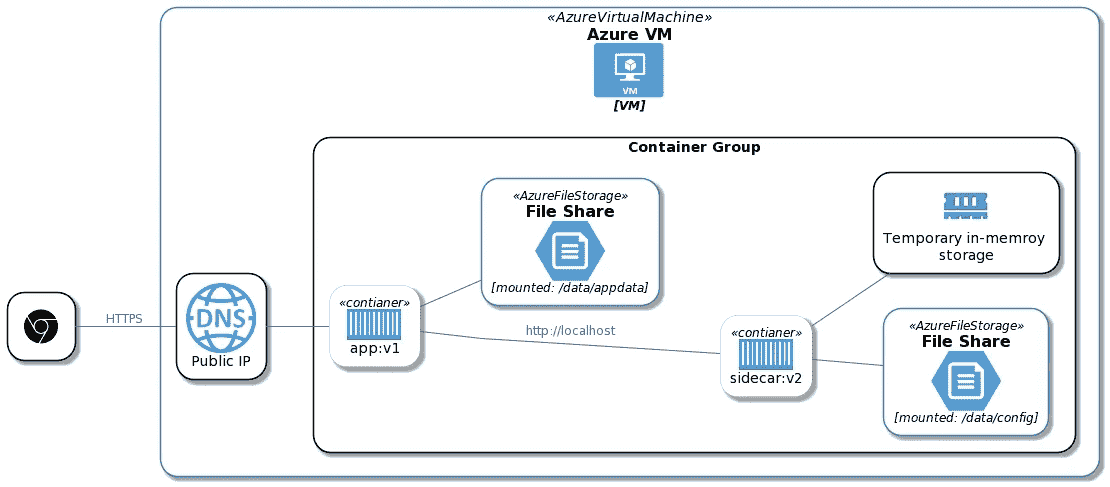 «AzureVirtualMachine»
Azure VM
VM
[VM]
Container Group
«AzureFileStorage»
File Share
[mounted: /data/appdata]
Temporary in-memroy
storage
HTTPS
DNS
Public IP
«contianer»
app:v1
http://localhost
«contianer»
sidecar:v2
«AzureFileStorage»
File Share
[mounted: /data/config]